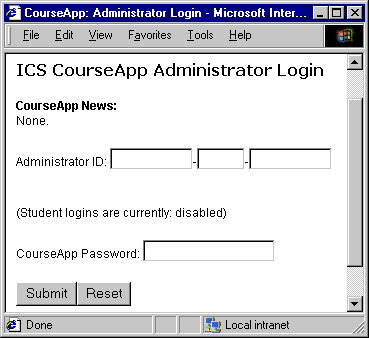 CourseApp: Administrator Login - Microsoft Inter...
File Edit View Favorites Tools Help
ICS CourseApp Administrator Login
CourseApp News:
None.
Administrator ID: - -
(Student logins are currently: disabled)
CourseApp Password:
Submit Reset
Done Local intranet